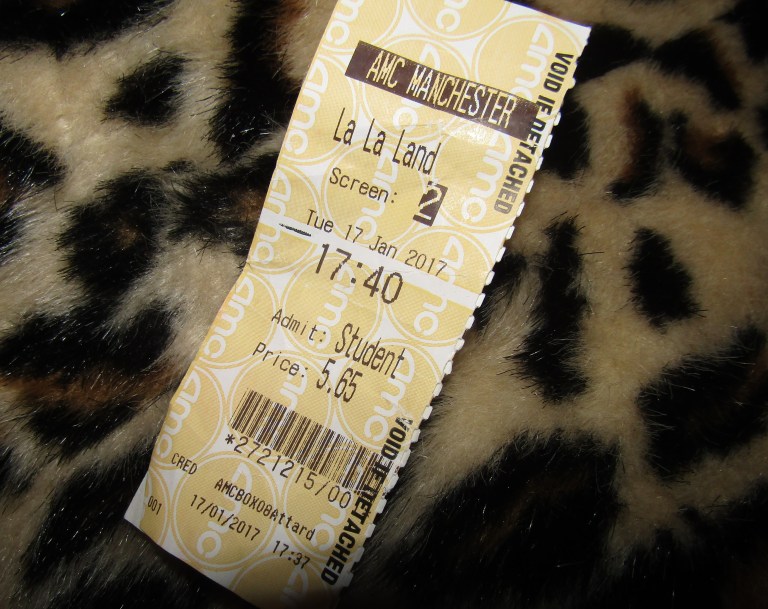 AMC MANCHESTER
La La Land
Screen: 2
Tue 17 Jan 2017
17:40
Admit: Student
Price: 5.65
*2721215/00
CRED
AMCBOX08Attard
001
17/01/2017 17:37
VOID IF DETACHED
VOID IF DETACHED
amc